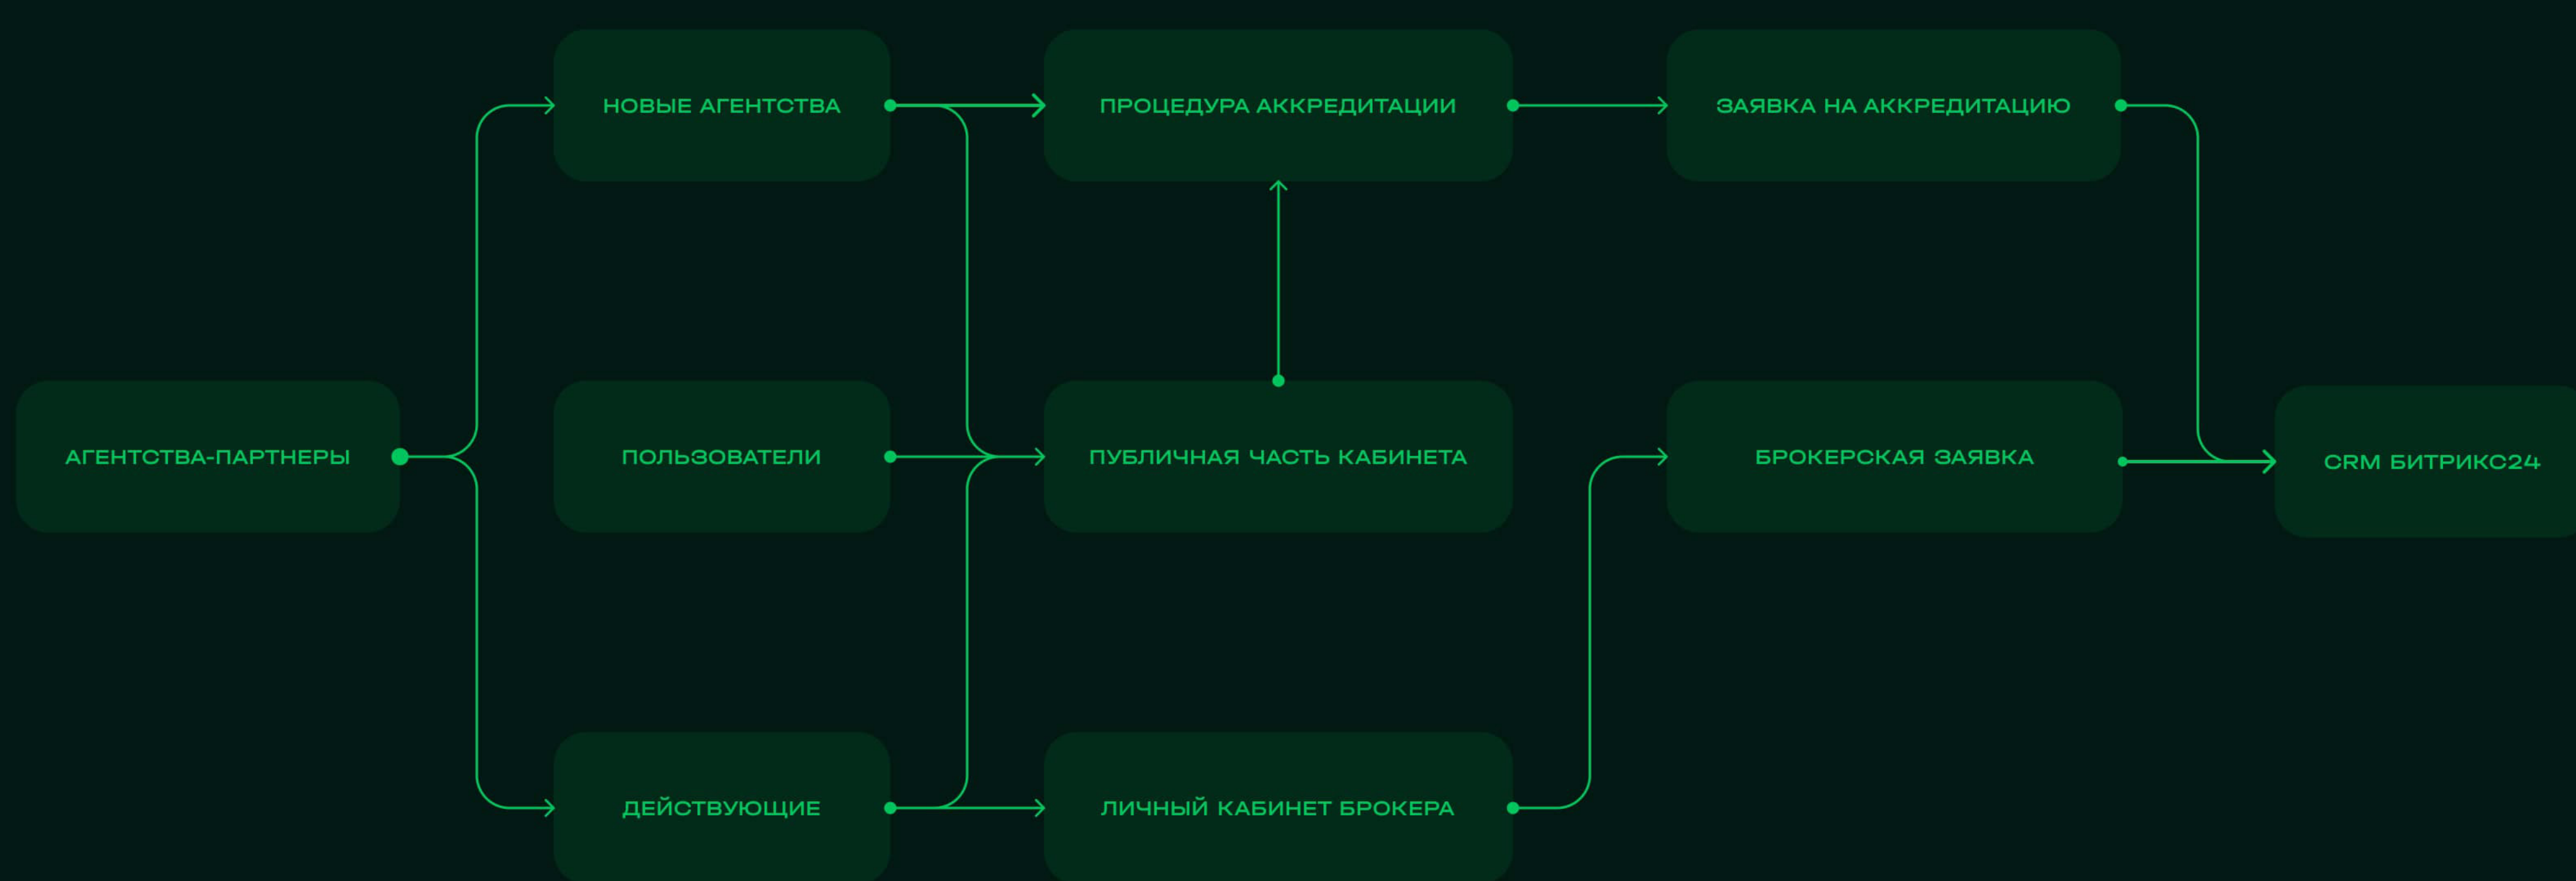 НОВЫЕ АГЕНТСТВА
ПРОЦЕДУРА АККРЕДИТАЦИИ
ЗАЯВКА НА АККРЕДИТАЦИЮ
АГЕНТСТВА-ПАРТНЕРЫ
ПОЛЬЗОВАТЕЛИ
ПУБЛИЧНАЯ ЧАСТЬ КАБИНЕТА
БРОКЕРСКАЯ ЗАЯВКА
CRM БИТРИКС24
ДЕЙСТВУЮЩИЕ
ЛИЧНЫЙ КАБИНЕТ БРОКЕРА